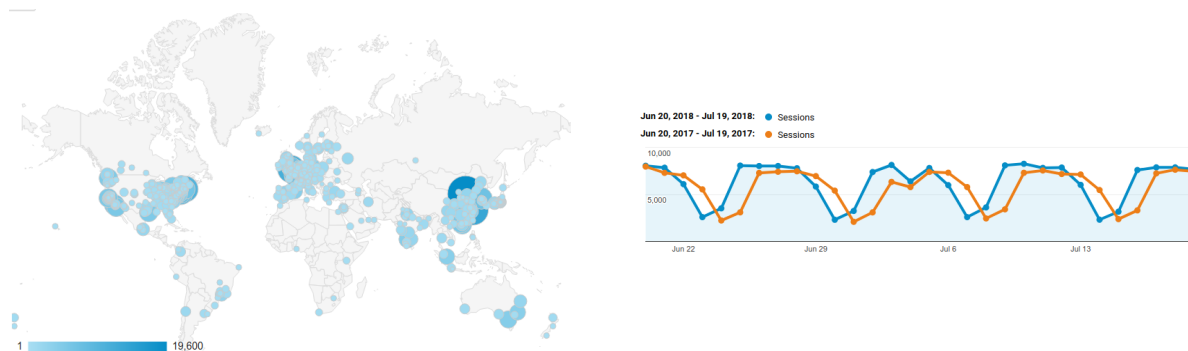 1 19,600
Jun 20, 2018 - Jul 19, 2018: Sessions
Jun 20, 2017 - Jul 19, 2017: Sessions
10,000
5,000
Jun 22 Jun 29 Jul 6 Jul 13